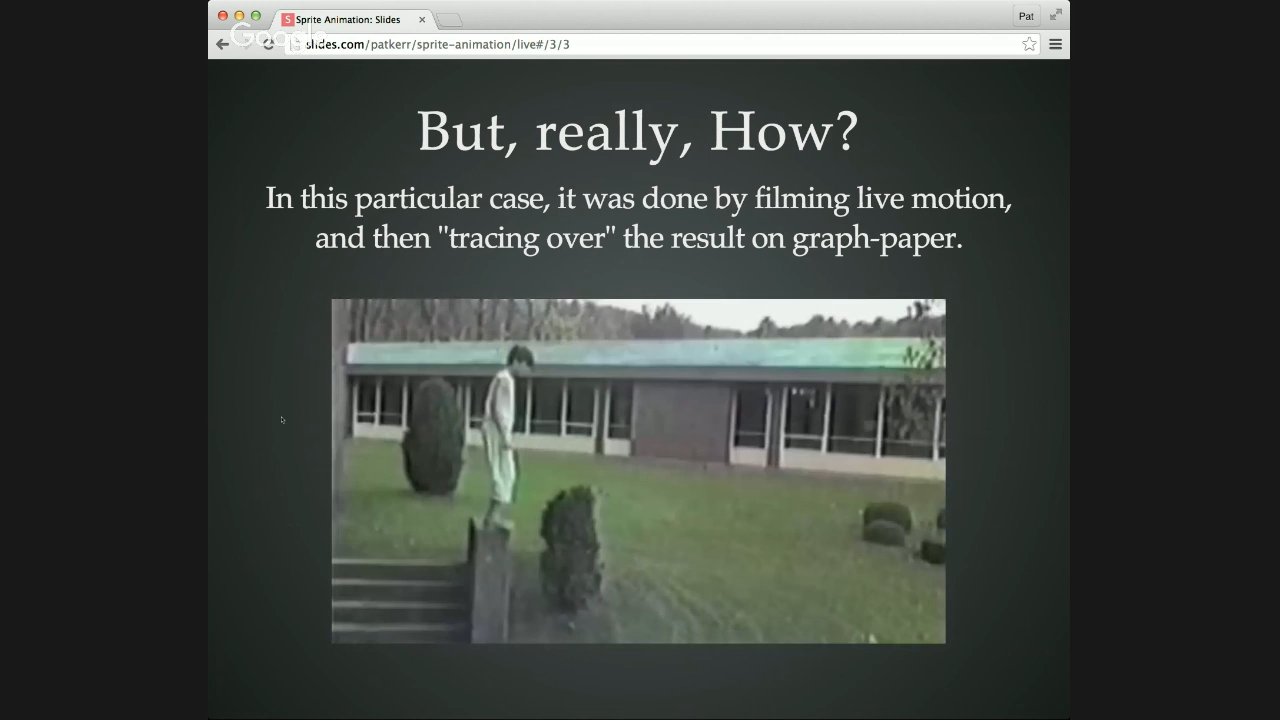 Sprite Animation: Slides
Pat
Google
slides.com/patkerr/sprite-animation/live#/3/3
But, really, How?
In this particular case, it was done by filming live motion,
and then "tracing over" the result on graph-paper.